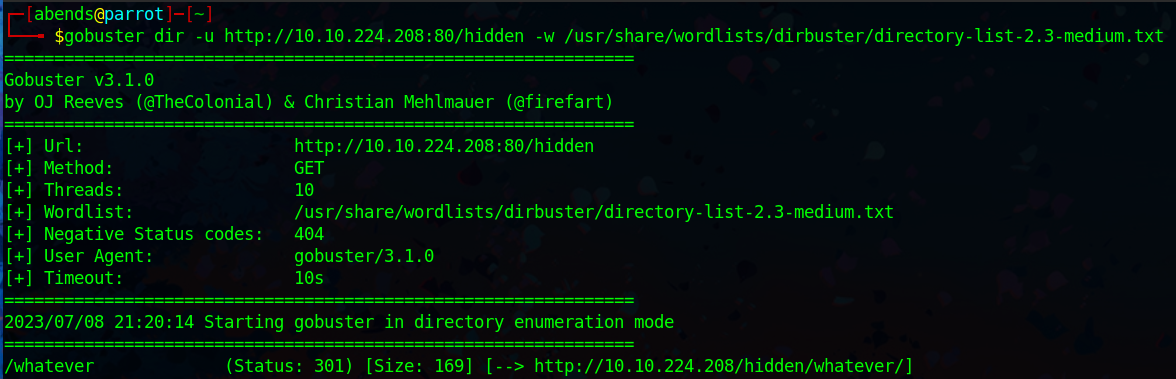 ┌─[abends@parrot]─[~]
└──╼ $gobuster dir -u http://10.10.224.208:80/hidden -w /usr/share/wordlists/dirbuster/directory-list-2.3-medium.txt
===============================================================
Gobuster v3.1.0
by OJ Reeves (@TheColonial) & Christian Mehlmauer (@firefart)
===============================================================
[+] Url:                     http://10.10.224.208:80/hidden
[+] Method:                  GET
[+] Threads:                 10
[+] Wordlist:                /usr/share/wordlists/dirbuster/directory-list-2.3-medium.txt
[+] Negative Status codes:   404
[+] User Agent:              gobuster/3.1.0
[+] Timeout:                 10s
===============================================================
2023/07/08 21:20:14 Starting gobuster in directory enumeration mode
===============================================================
/whatever             (Status: 301) [Size: 169] [--> http://10.10.224.208/hidden/whatever/]